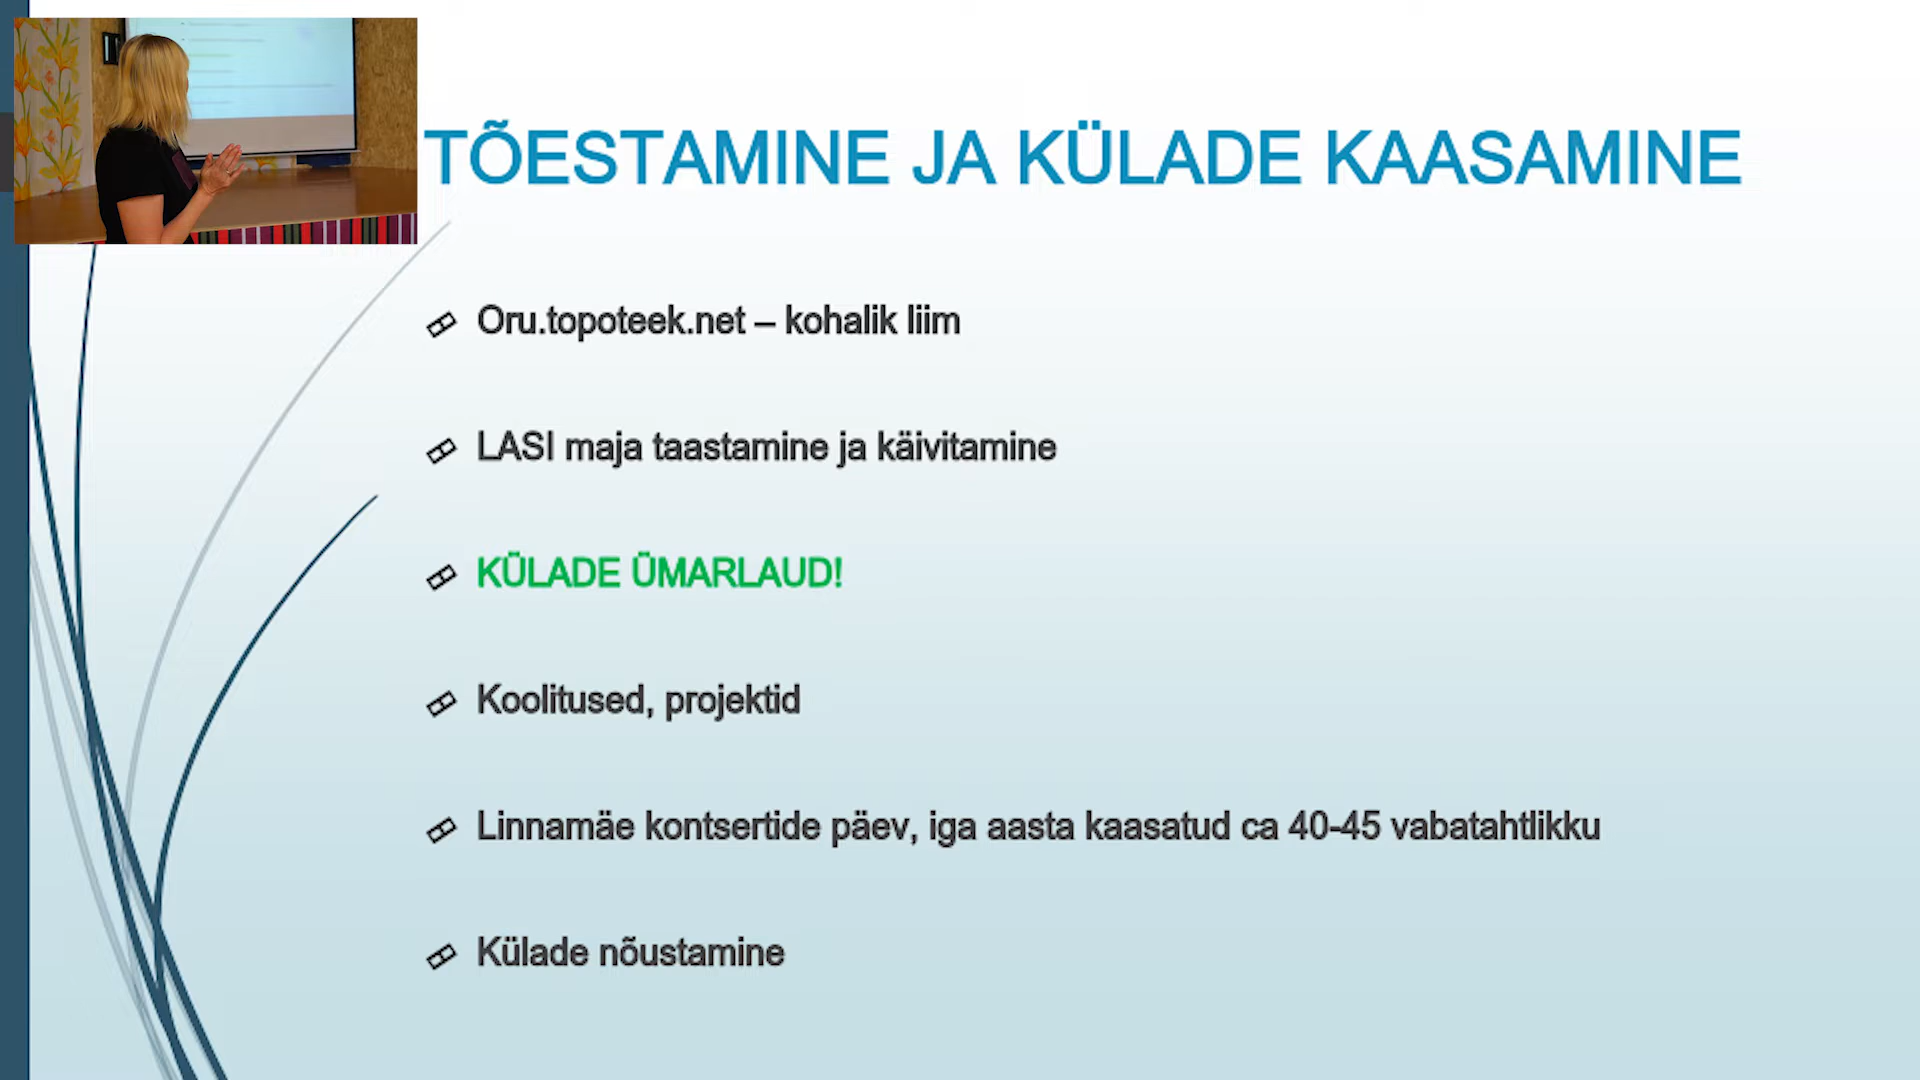 TÕESTAMINE JA KÜLADE KAASAMINE
Oru.topoteek.net – kohalik liim
LASI maja taastamine ja käivitamine
KÜLADE ÜMARLAUD!
Koolitused, projektid
Linnamäe kontsertide päev, iga aasta kaasatud ca 40-45 vabatahtlikku
Külade nõustamine